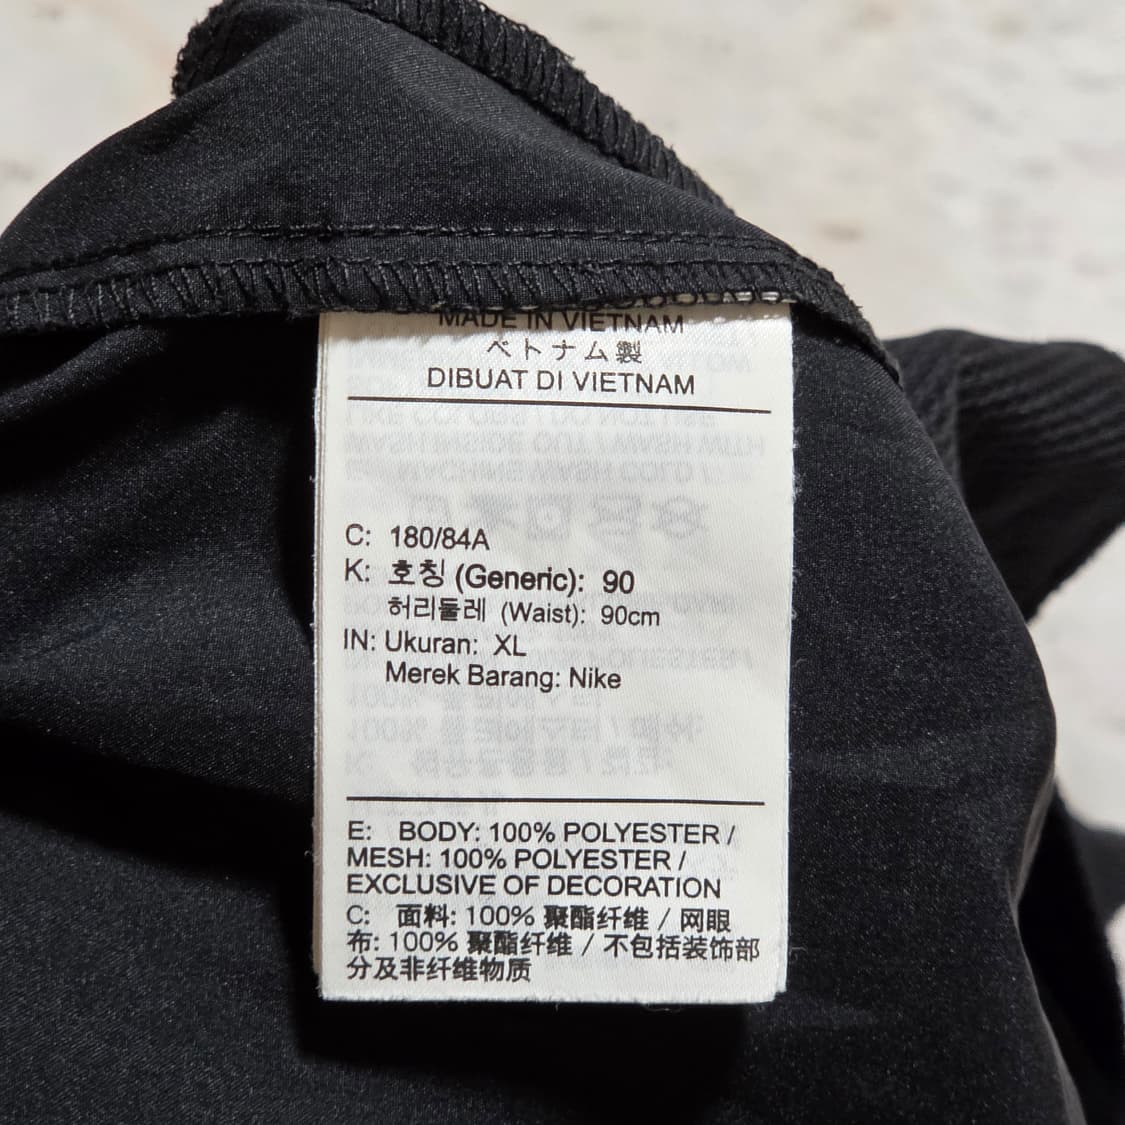 MADE IN VIETNAM
ベトナム製
DIBUAT DI VIETNAM
C: 180/84A
K: 호칭 (Generic): 90
허리둘레 (Waist): 90cm
IN: Ukuran: XL
Merek Barang: Nike
E: BODY: 100% POLYESTER /
MESH: 100% POLYESTER /
EXCLUSIVE OF DECORATION
C: 面料: 100% 聚酯纤维 / 网眼
布: 100% 聚酯纤维 / 不包括装饰部
分及非纤维物质